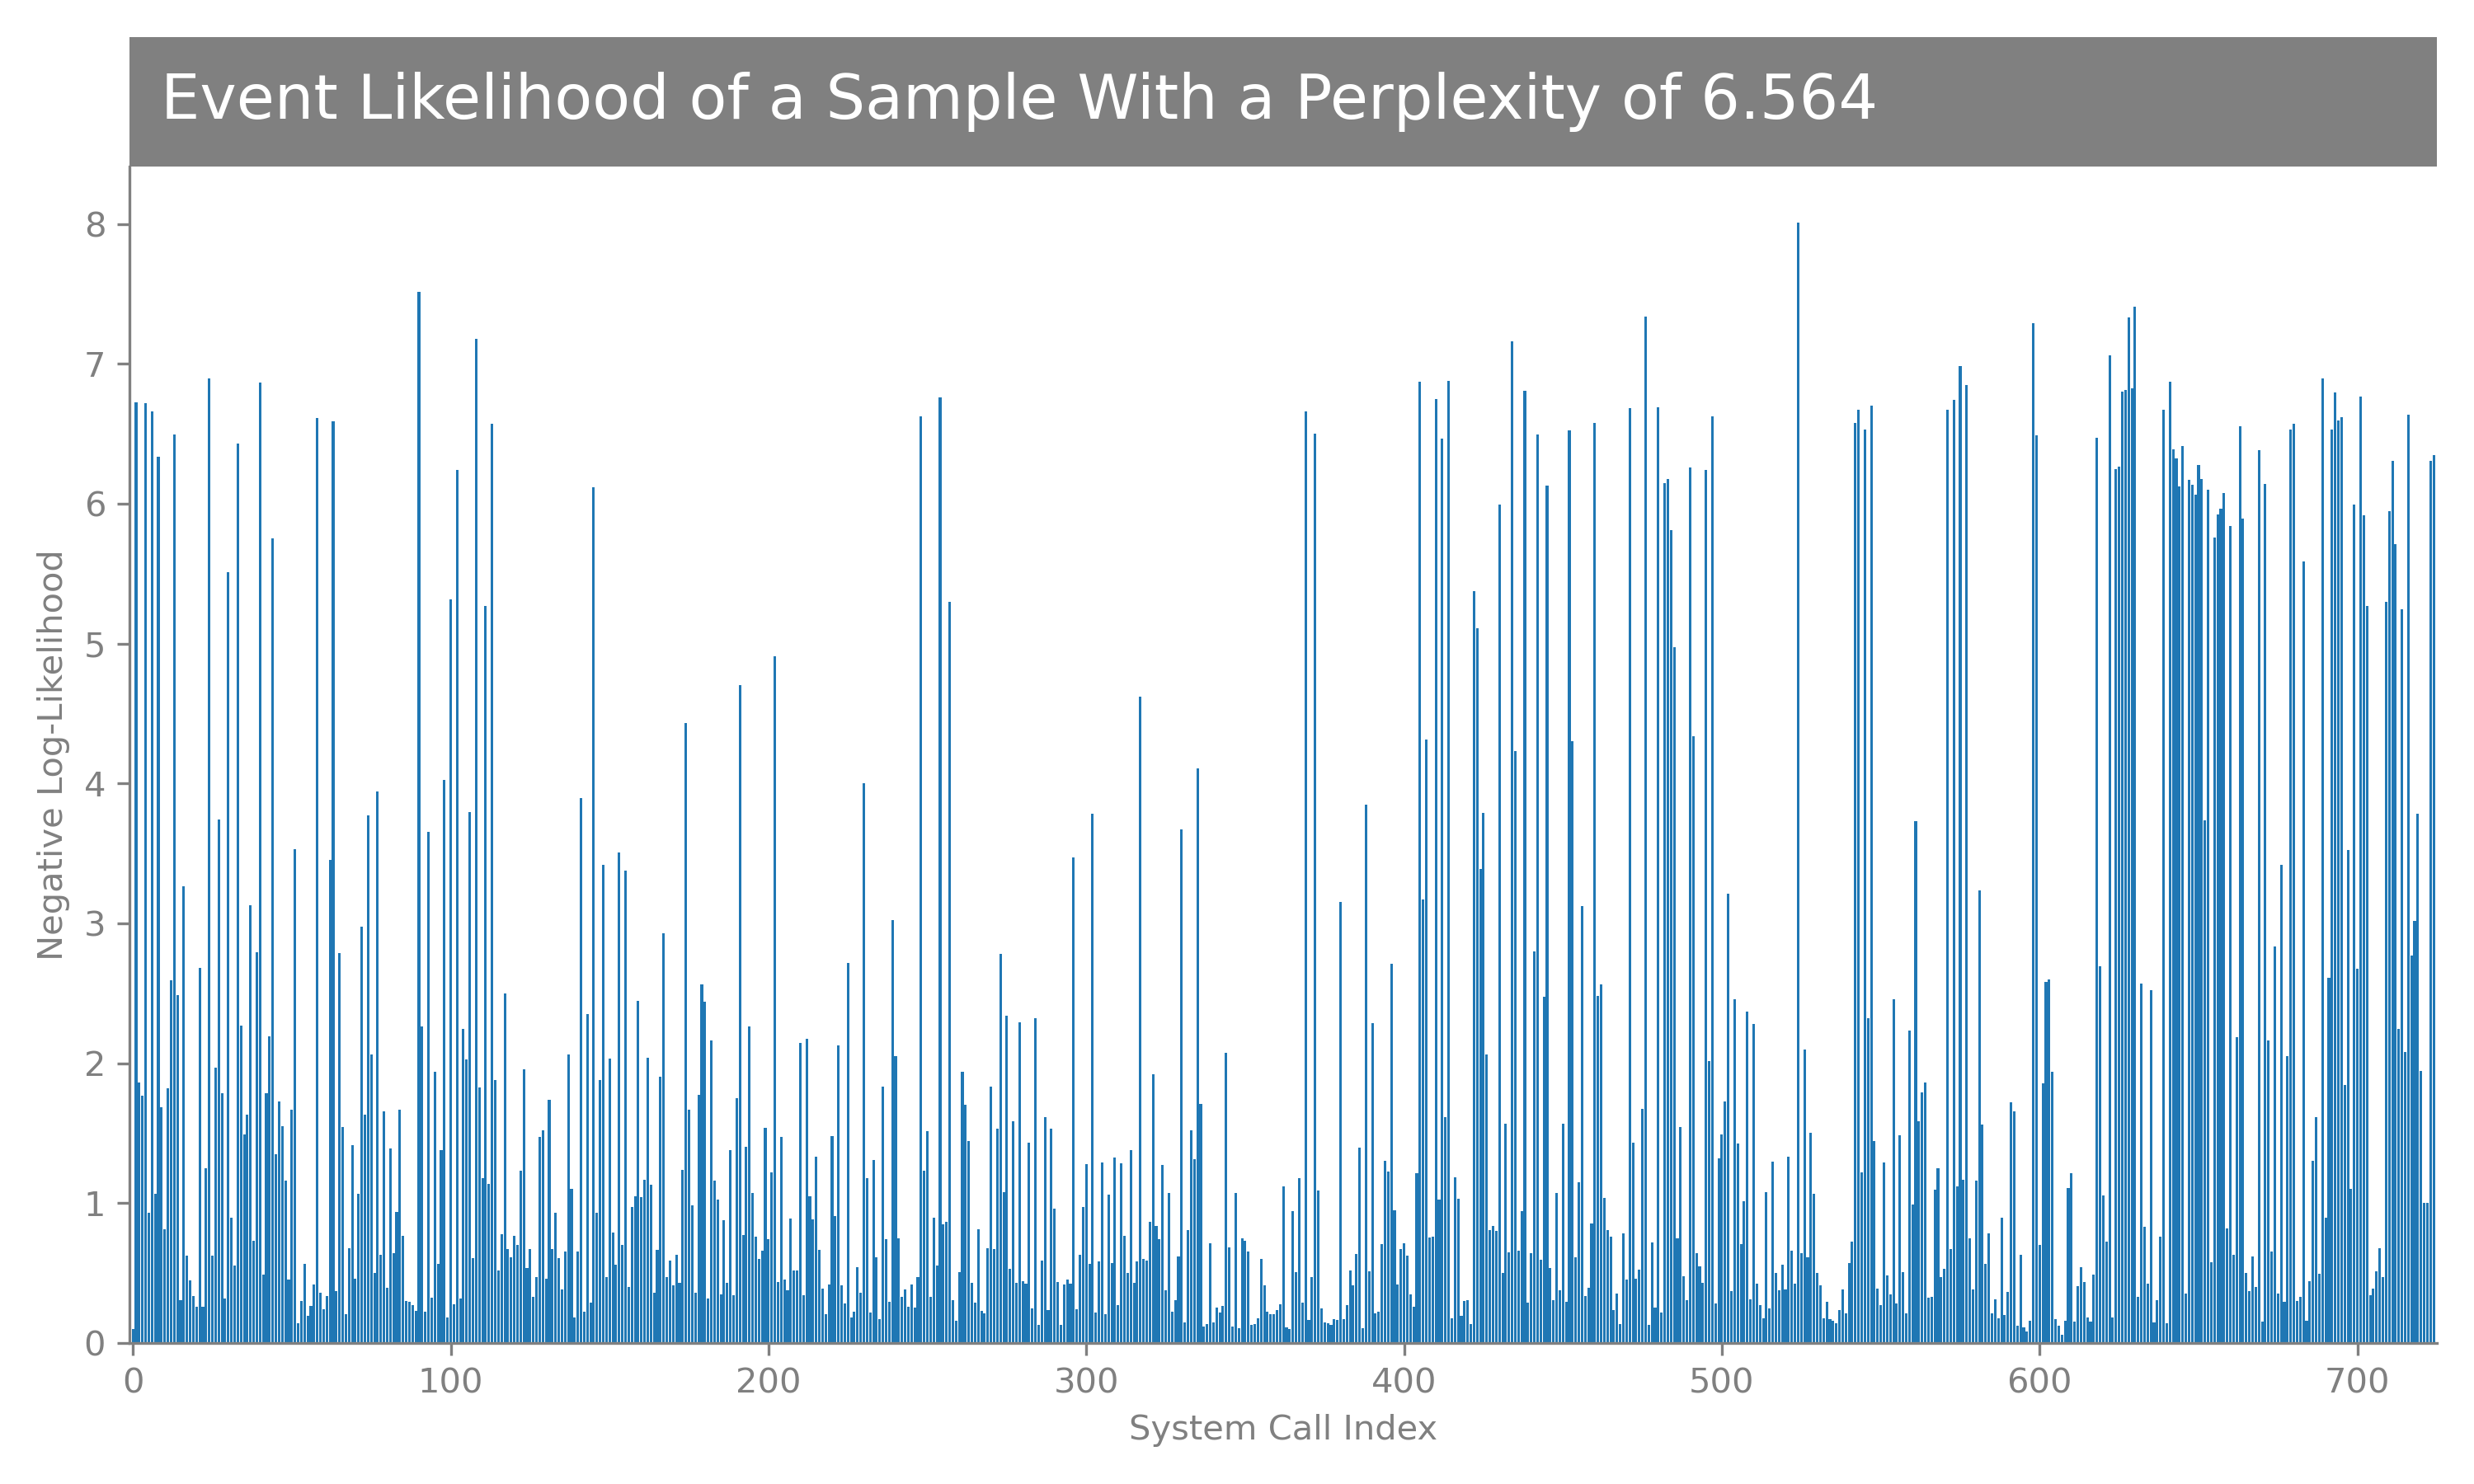 Event Likelihood of a Sample With a Perplexity of 6.564
8
7
6
5
4
3
2
1
0
Negative Log-Likelihood
0 100 200 300 400 500 600 700
System Call Index